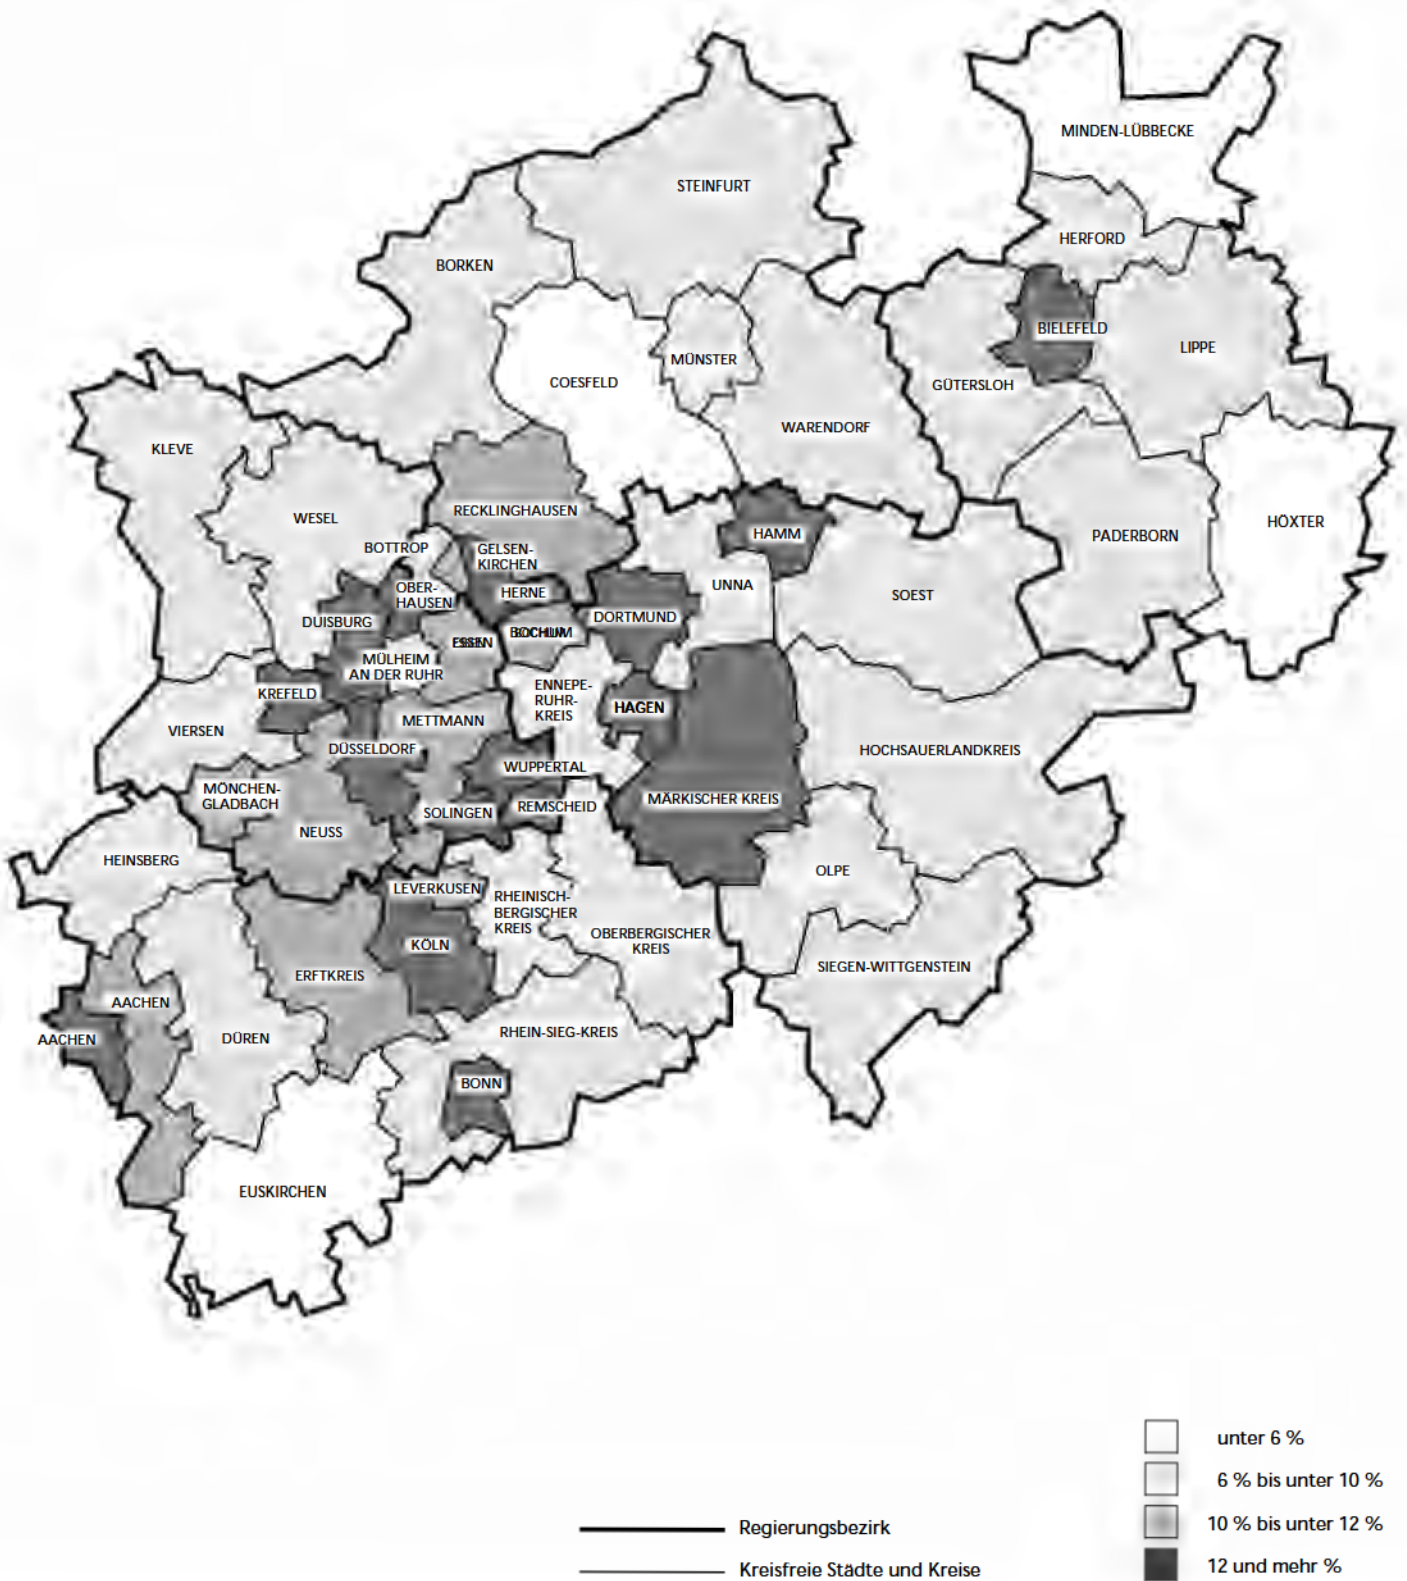 MINDEN-LÜBBECKE
STEINFURT
HERFORD
BORKEN
BIELEFELD
LIPPE
MÜNSTER
COESFELD
GÜTERSLOH
WARENDORF
KLEVE
RECKLINGHAUSEN
WESEL
HÖXTER
HAMM
PADERBORN
BOTTROP
GELSEN-
KIRCHEN
UNNA
OBER-
HAUSEN
HERNE
SOEST
DUISBURG
DORTMUND
BOCHUM
ESSEN
MÜLHEIM
AN DER RUHR
KREFELD
ENNEPE-
RUHR-
KREIS
HAGEN
METTMANN
VIERSEN
DÜSSELDORF
HOCHSAUERLANDKREIS
WUPPERTAL
MÖNCHEN-
GLADBACH
MÄRKISCHER KREIS
REMSCHEID
SOLINGEN
NEUSS
HEINSBERG
OLPE
LEVERKUSEN
RHEINISCH-
BERGISCHER
KREIS
OBERBERGISCHER
KREIS
KÖLN
SIEGEN-WITTGENSTEIN
ERFTKREIS
AACHEN
RHEIN-SIEG-KREIS
AACHEN
DÜREN
BONN
EUSKIRCHEN
unter 6 %
6 % bis unter 10 %
10 % bis unter 12 %
12 und mehr %
Regierungsbezirk
Kreisfreie Städte und Kreise